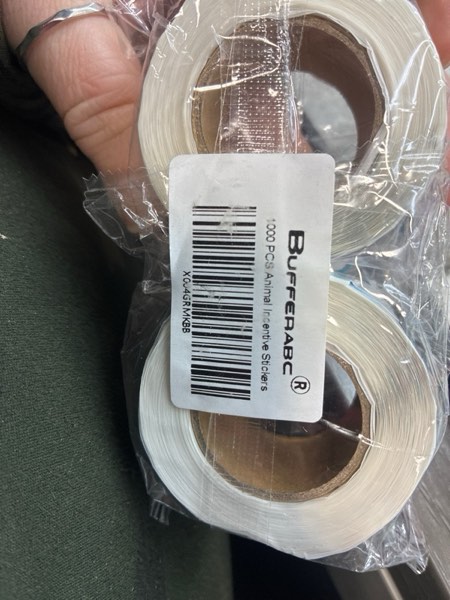 BUFFERABC®
1000 PCS Animal Incentive Stickers
X004GRMKBB